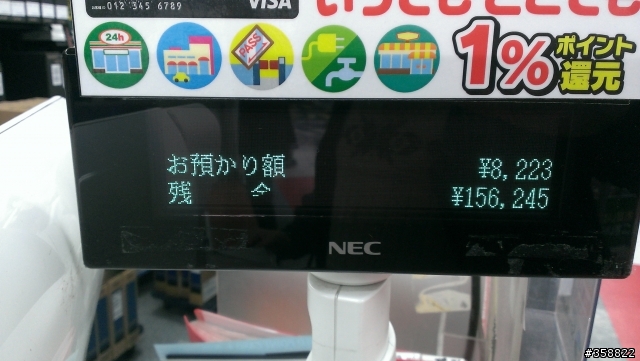 012 345 6789
VISA
24h
PASS
1%
ポイント
還元
お預かり額 ¥8,223
残 ¥156,245
NEC
#358822